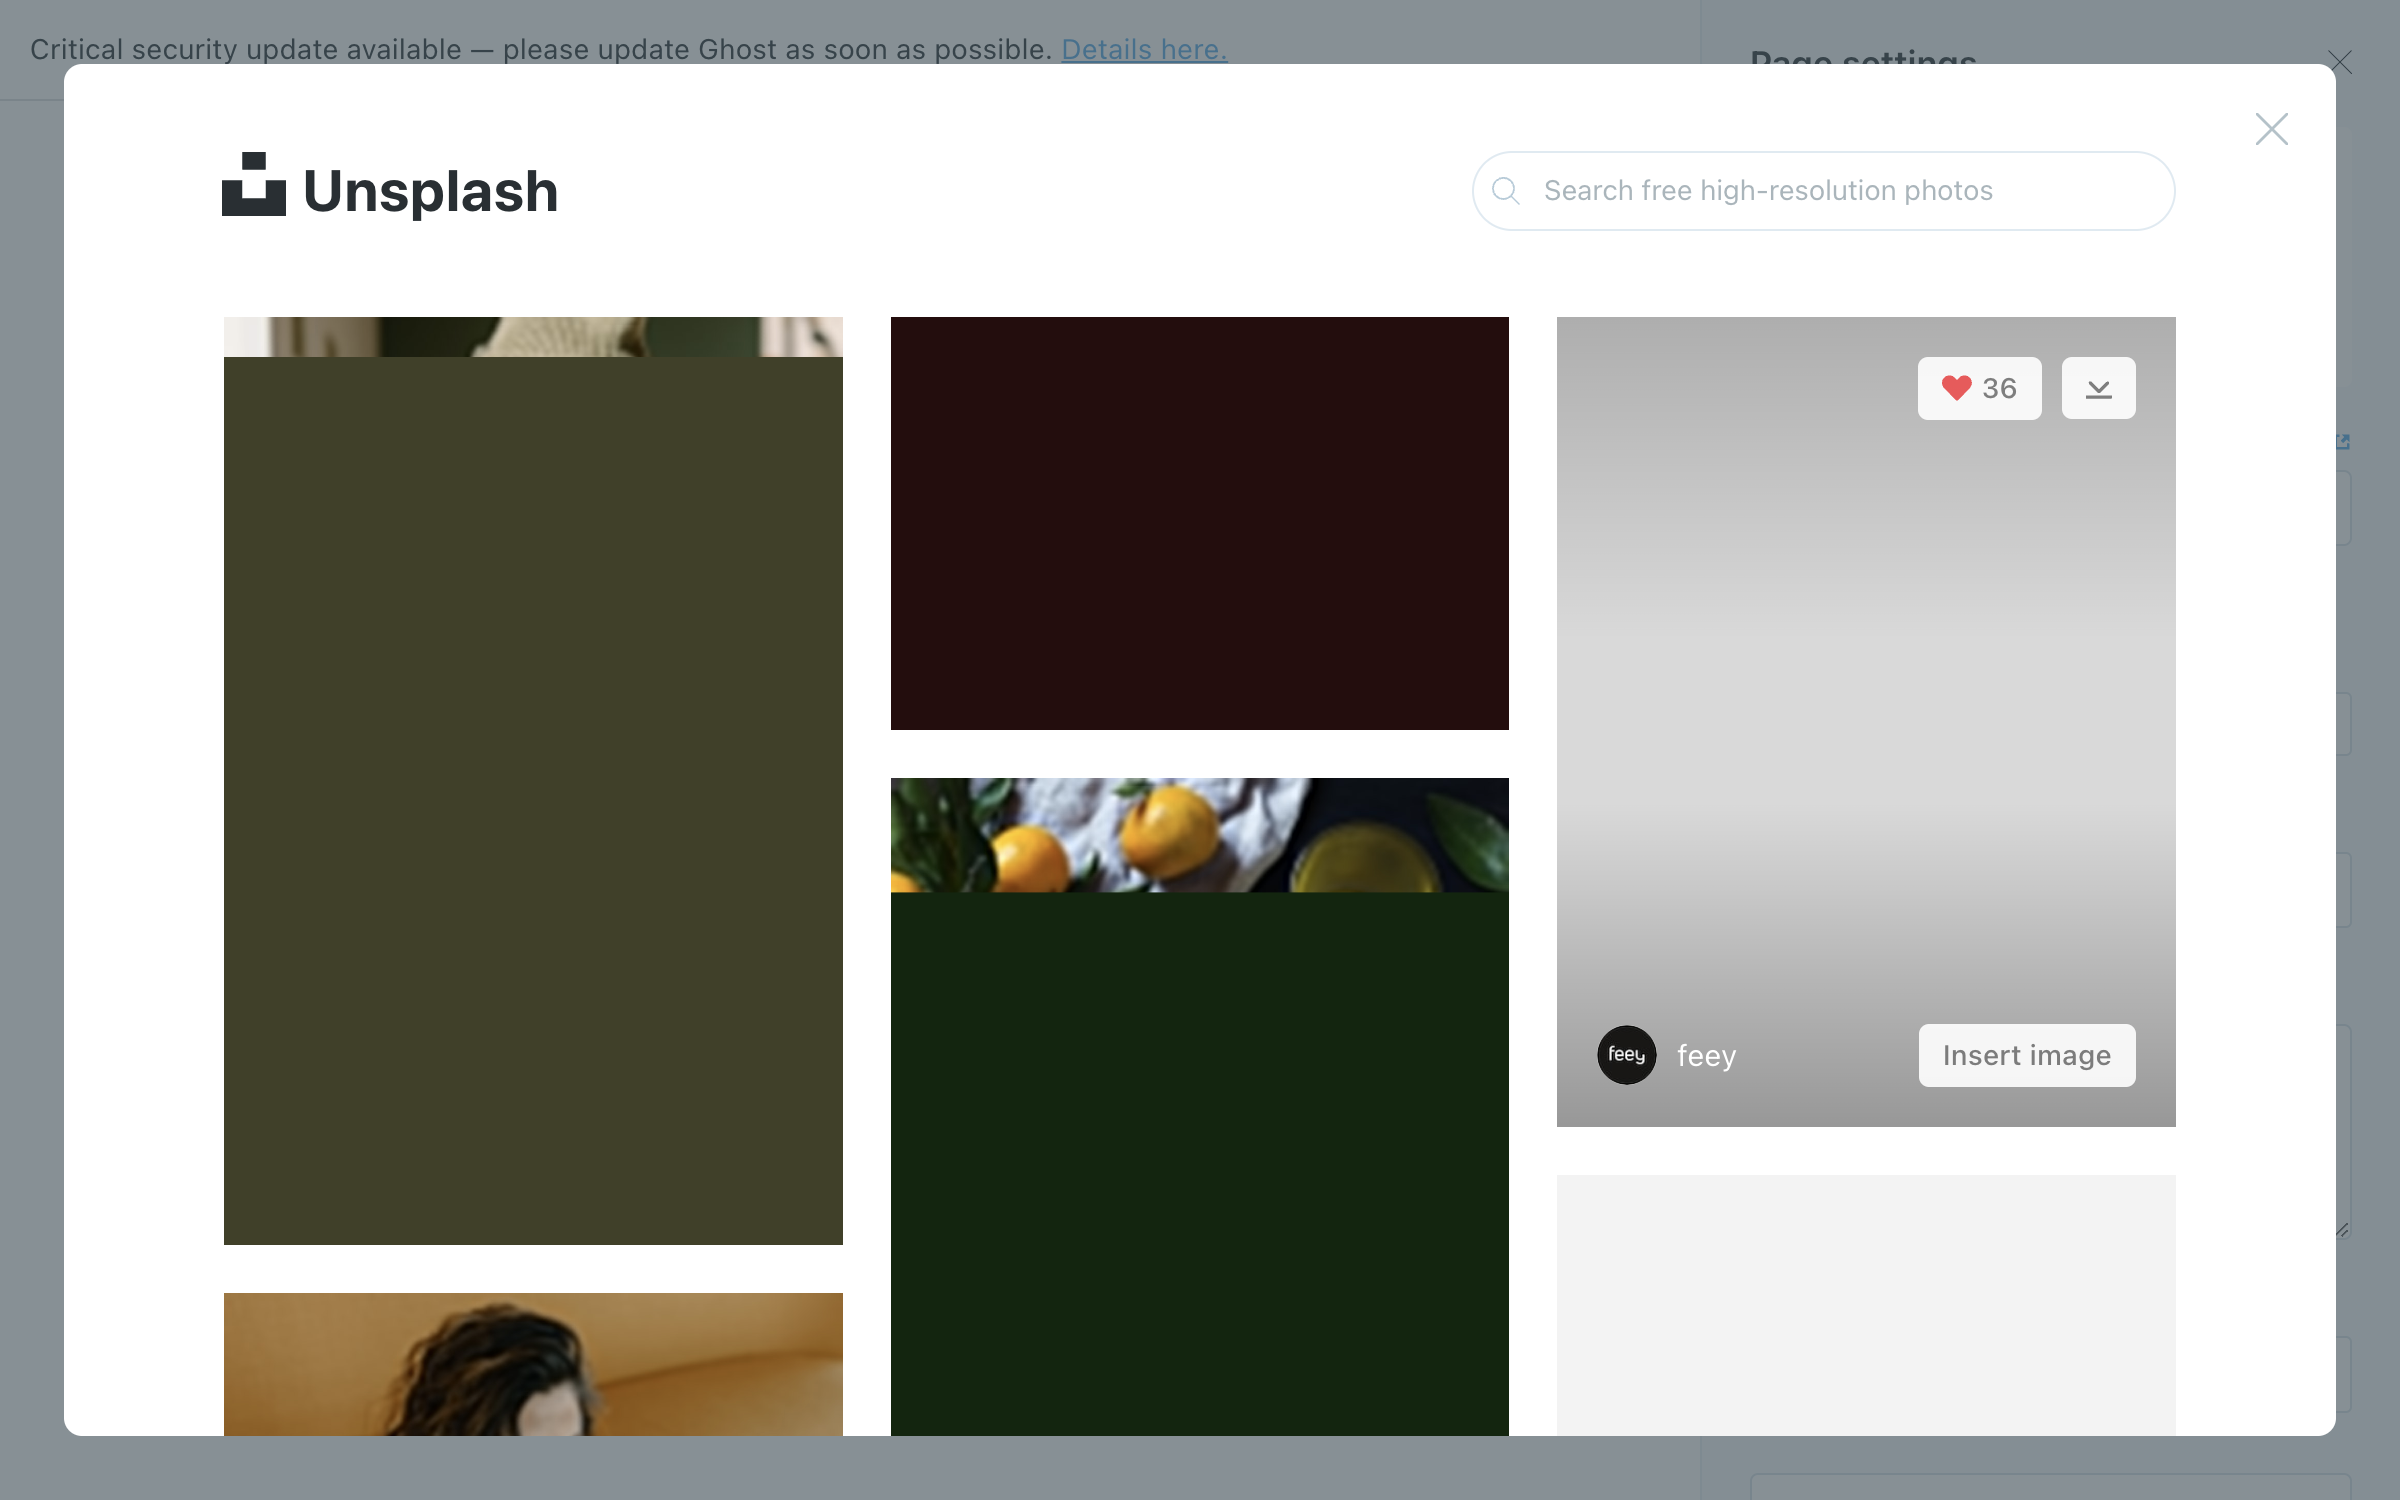 Critical security update available — please update Ghost as soon as possible. Details here.
Page settings
Unsplash
Search free high-resolution photos
36
feey
feey
Insert image